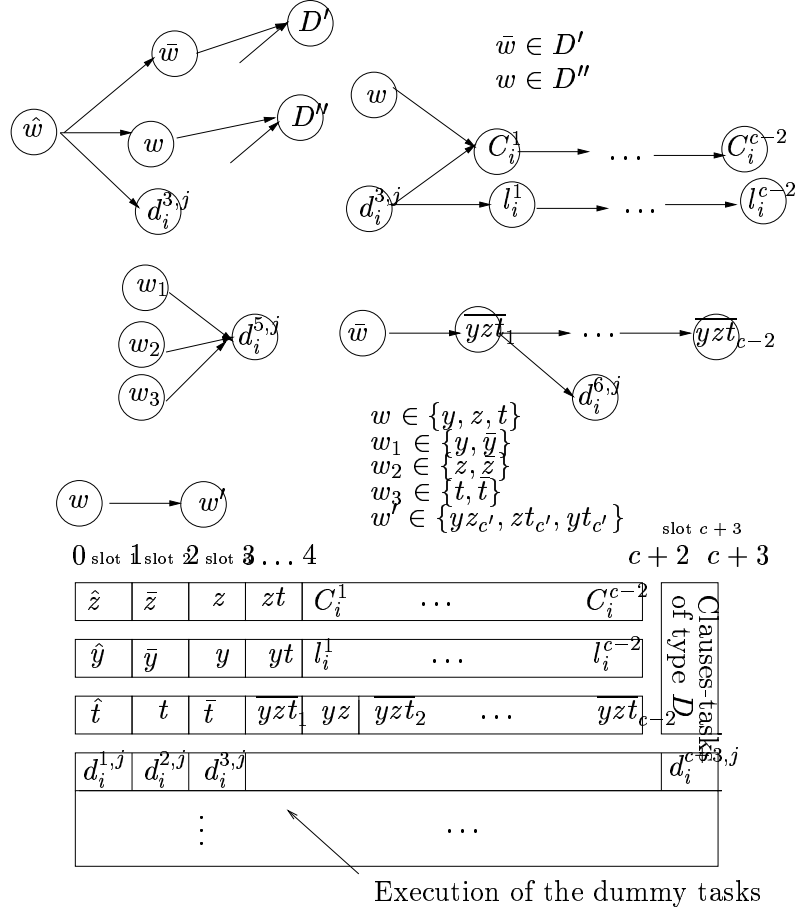 D′
w̄
w̄ ∈ D′
w ∈ D″
w
D″
ŵ
w
C_i^1 ... C_i^{c−2}
d_i^{3,j}
d_i^{3,j} l_i^1 ... l_i^{c−2}
w_1
w_2
w_3
d_i^{5,j}
w̄ \overline{yzt}_1 ... \overline{yzt}_{c−2}
d_i^{6,j}
w ∈ {y, z, t}
w_1 ∈ {y, ȳ}
w_2 ∈ {z, z̄}
w_3 ∈ {t, t̄}
w′ ∈ {yz_{c′}, zt_{c′}, yt_{c′}}
w w′
slot c + 3
0 slot 1 slot 2 slot 3 ... 4 c + 2 c + 3
ẑ z̄ z zt C_i^1 ... C_i^{c−2}
ŷ ȳ y yt l_i^1 ... l_i^{c−2}
t̂ t t̄ \overline{yzt}_1 yz \overline{yzt}_2 ... \overline{yzt}_{c−2}
Clauses-tasks
of type D
d_i^{1,j} d_i^{2,j} d_i^{3,j} d_i^{c+3,j}
⋮ ...
Execution of the dummy tasks